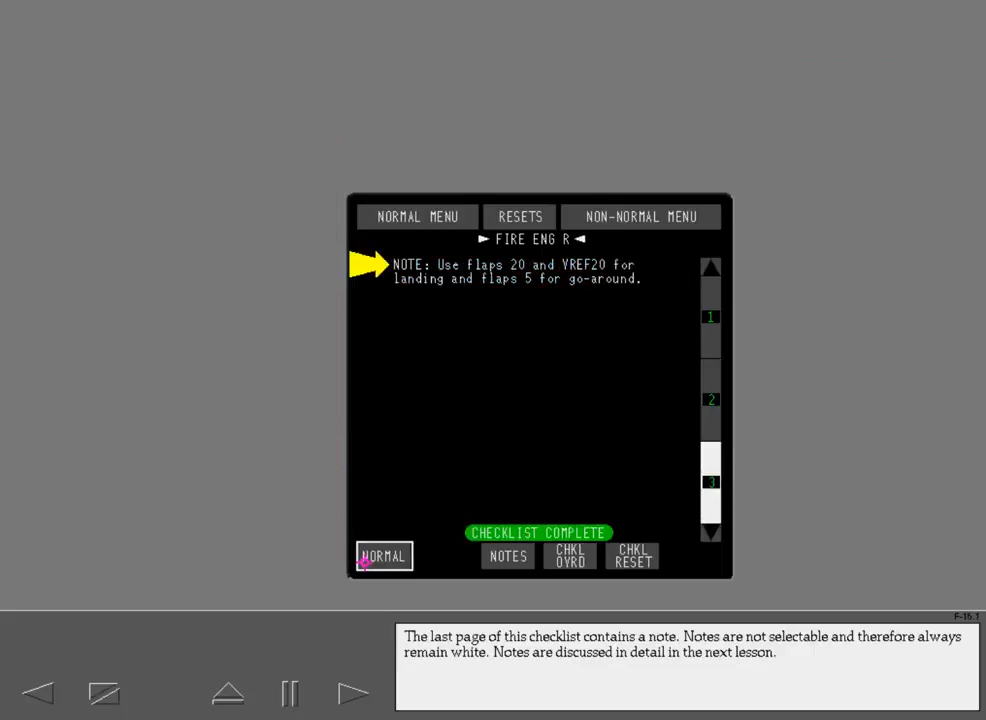 NORMAL MENU RESETS NON-NORMAL MENU
FIRE ENG R
NOTE: Use flaps 20 and VREF20 for
landing and flaps 5 for go-around.
1
2
3
CHECKLIST COMPLETE
NORMAL NOTES CHKL OVRD CHKL RESET
F-16.1
The last page of this checklist contains a note. Notes are not selectable and therefore always
remain white. Notes are discussed in detail in the next lesson.